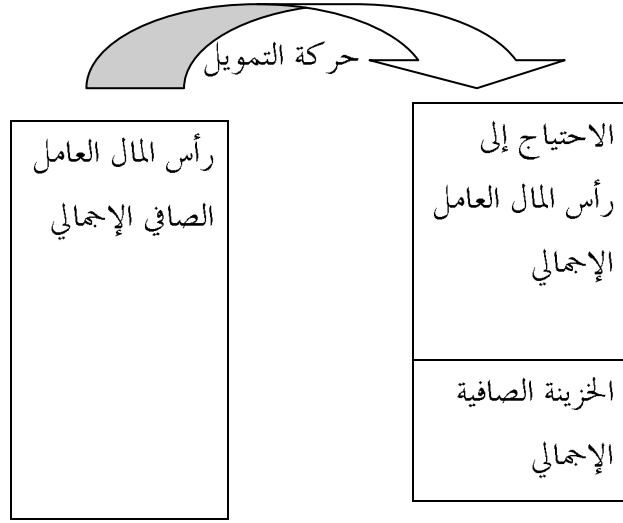 حركة التمويل
الاحتياج إلى
رأس المال العامل
الإجمالي
الخزينة الصافية
الإجمالي
رأس المال العامل
الصافي الإجمالي